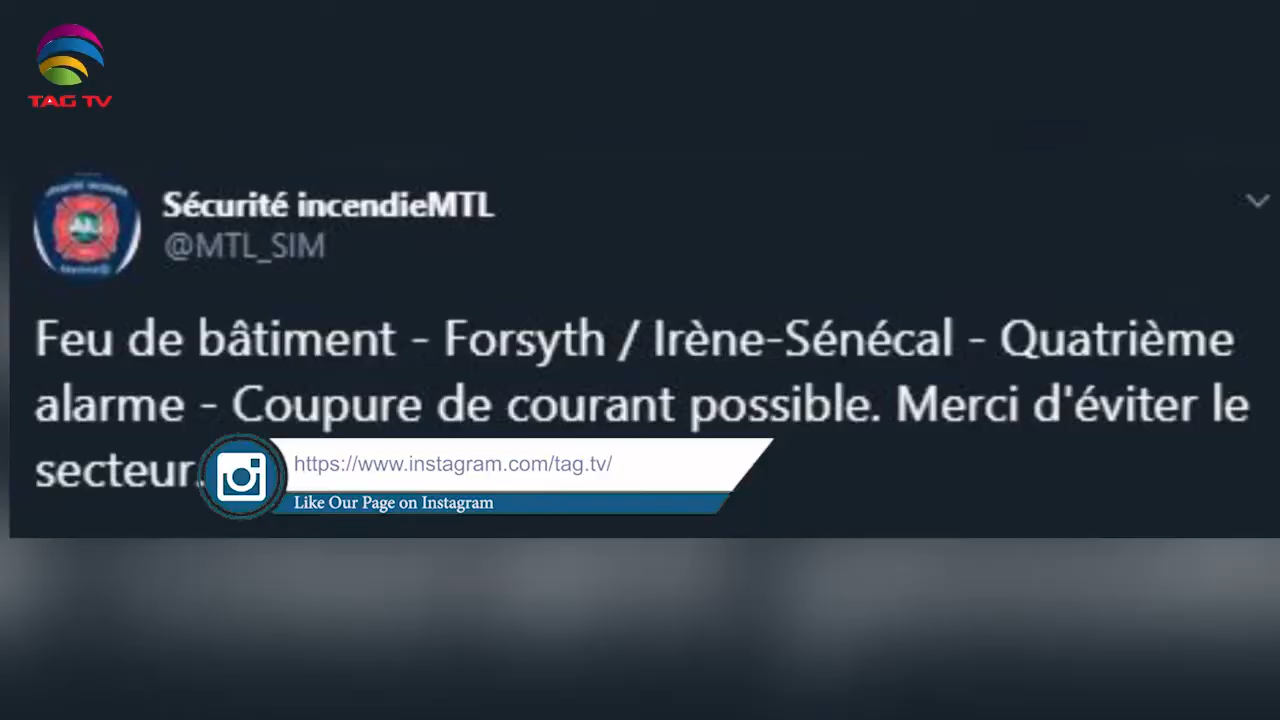 TAG TV
Sécurité incendieMTL
@MTL_SIM
Feu de bâtiment - Forsyth / Irène-Sénécal - Quatrième
alarme - Coupure de courant possible. Merci d'éviter le
secteur.
https://www.instagram.com/tag.tv/
Like Our Page on Instagram